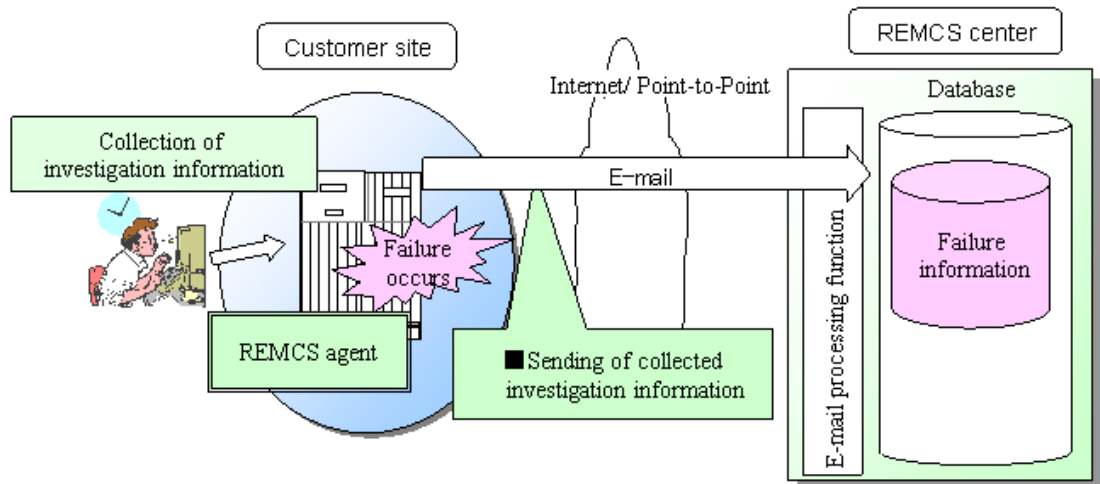 Customer site
REMCS center
Internet/ Point-to-Point
Database
Collection of
investigation information
E-mail
Failure
occurs
Failure
information
E-mail processing function
REMCS agent
■Sending of collected
investigation information